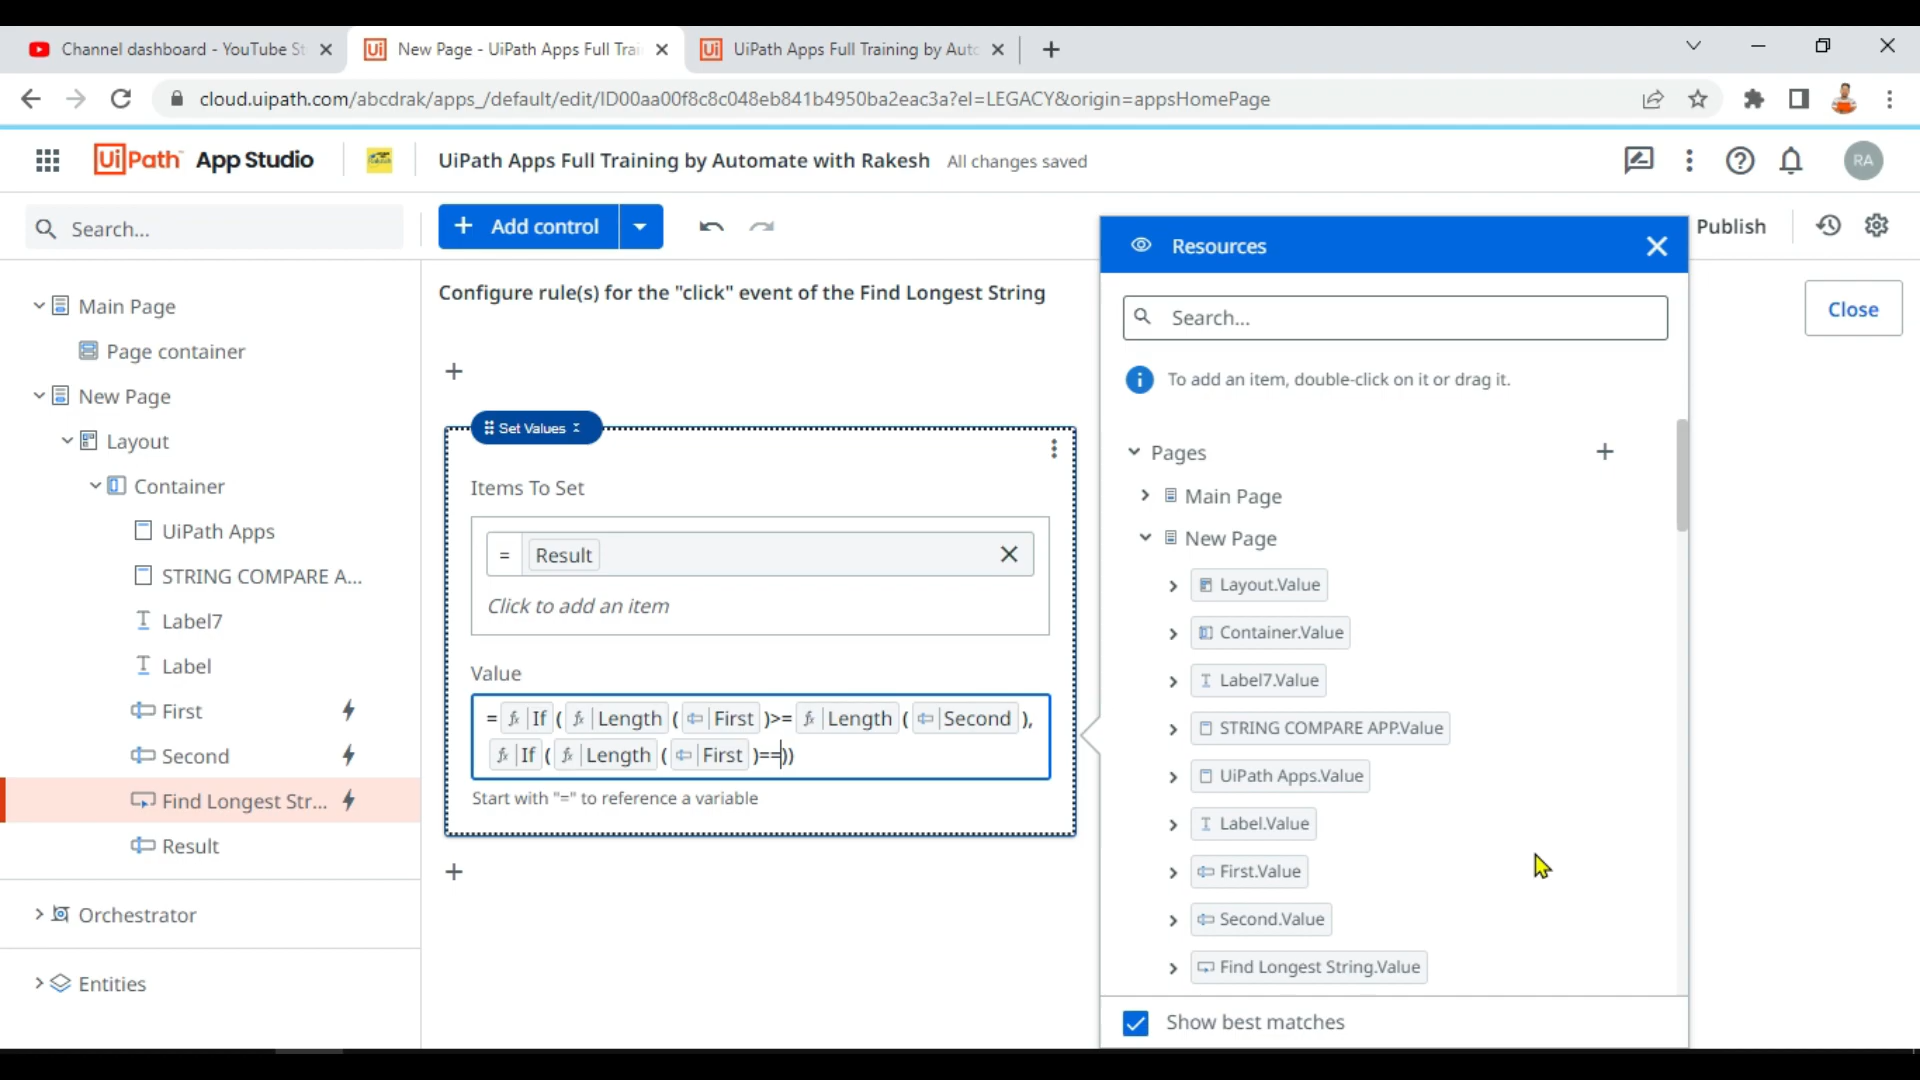 Channel dashboard - YouTube St
New Page - UiPath Apps Full Trai
UiPath Apps Full Training by Auto
cloud.uipath.com/abcdrak/apps_/default/edit/ID00aa00f8c8c048eb841b4950ba2eac3a?el=LEGACY&origin=appsHomePage
UiPath App Studio
UiPath Apps Full Training by Automate with Rakesh All changes saved
RA
Search...
Add control
Publish
Main Page
Page container
New Page
Layout
Container
UiPath Apps
STRING COMPARE A...
Label7
Label
First
Second
Find Longest Str...
Result
Orchestrator
Entities
Configure rule(s) for the "click" event of the Find Longest String
Set Values
Items To Set
= Result
Click to add an item
Value
= fx If ( fx Length ( First )>= fx Length ( Second ),
fx If ( fx Length ( First )==))
Start with "=" to reference a variable
Resources
Search...
To add an item, double-click on it or drag it.
Pages
Main Page
New Page
Layout.Value
Container.Value
Label7.Value
STRING COMPARE APP.Value
UiPath Apps.Value
Label.Value
First.Value
Second.Value
Find Longest String.Value
Show best matches
Close